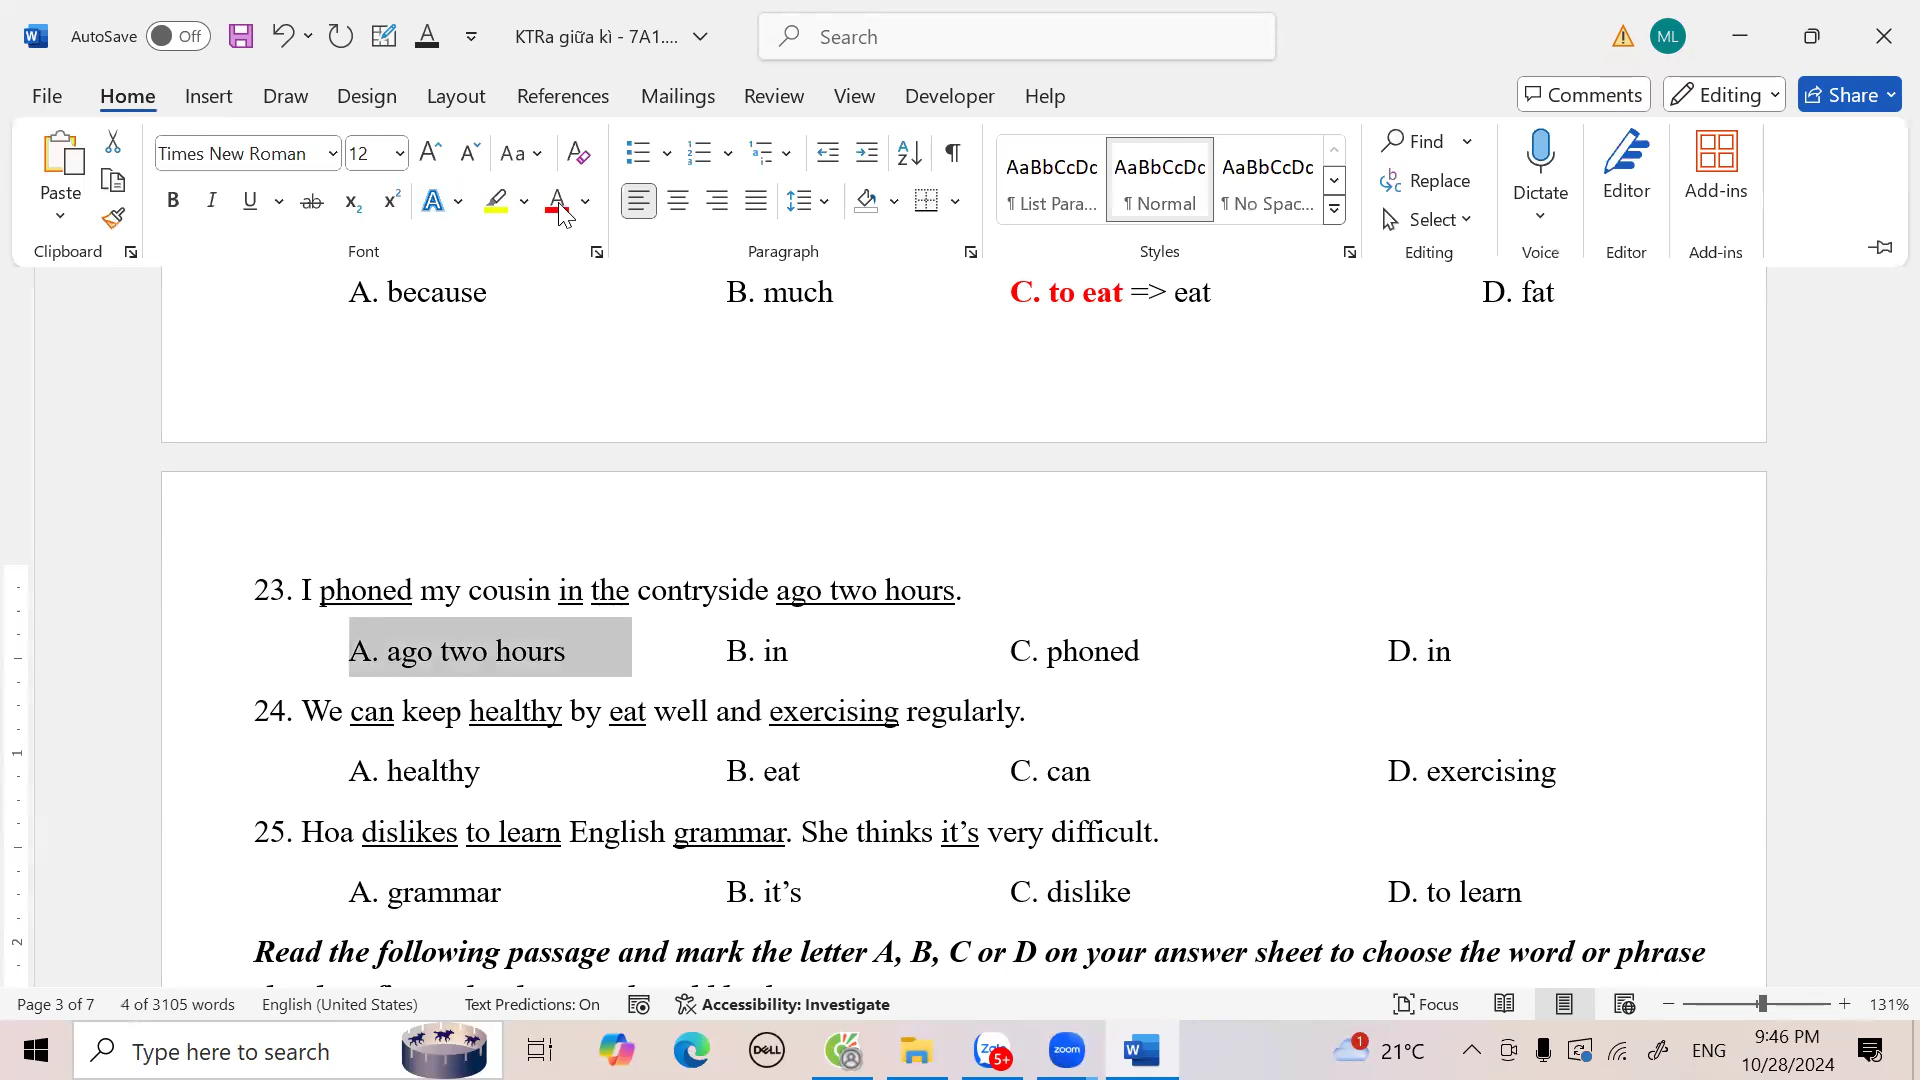 AutoSave Off KTRa giữa kì - 7A1.... Search ML
File Home Insert Draw Design Layout References Mailings Review View Developer Help Comments Editing Share
Paste Times New Roman 12 Aa AaBbCcDc AaBbCcDc AaBbCcDc Find Replace Select Dictate Editor Add-ins
¶ List Para... ¶ Normal ¶ No Spac...
Clipboard Font Paragraph Styles Editing Voice Editor Add-ins
A. because B. much C. to eat => eat D. fat
23. I phoned my cousin in the contryside ago two hours.
A. ago two hours B. in C. phoned D. in
24. We can keep healthy by eat well and exercising regularly.
A. healthy B. eat C. can D. exercising
25. Hoa dislikes to learn English grammar. She thinks it’s very difficult.
A. grammar B. it’s C. dislike D. to learn
Read the following passage and mark the letter A, B, C or D on your answer sheet to choose the word or phrase
Page 3 of 7 4 of 3105 words English (United States) Text Predictions: On Accessibility: Investigate Focus 131%
Type here to search DELL Zalo 5+ zoom 1 21°C ENG 9:46 PM
10/28/2024